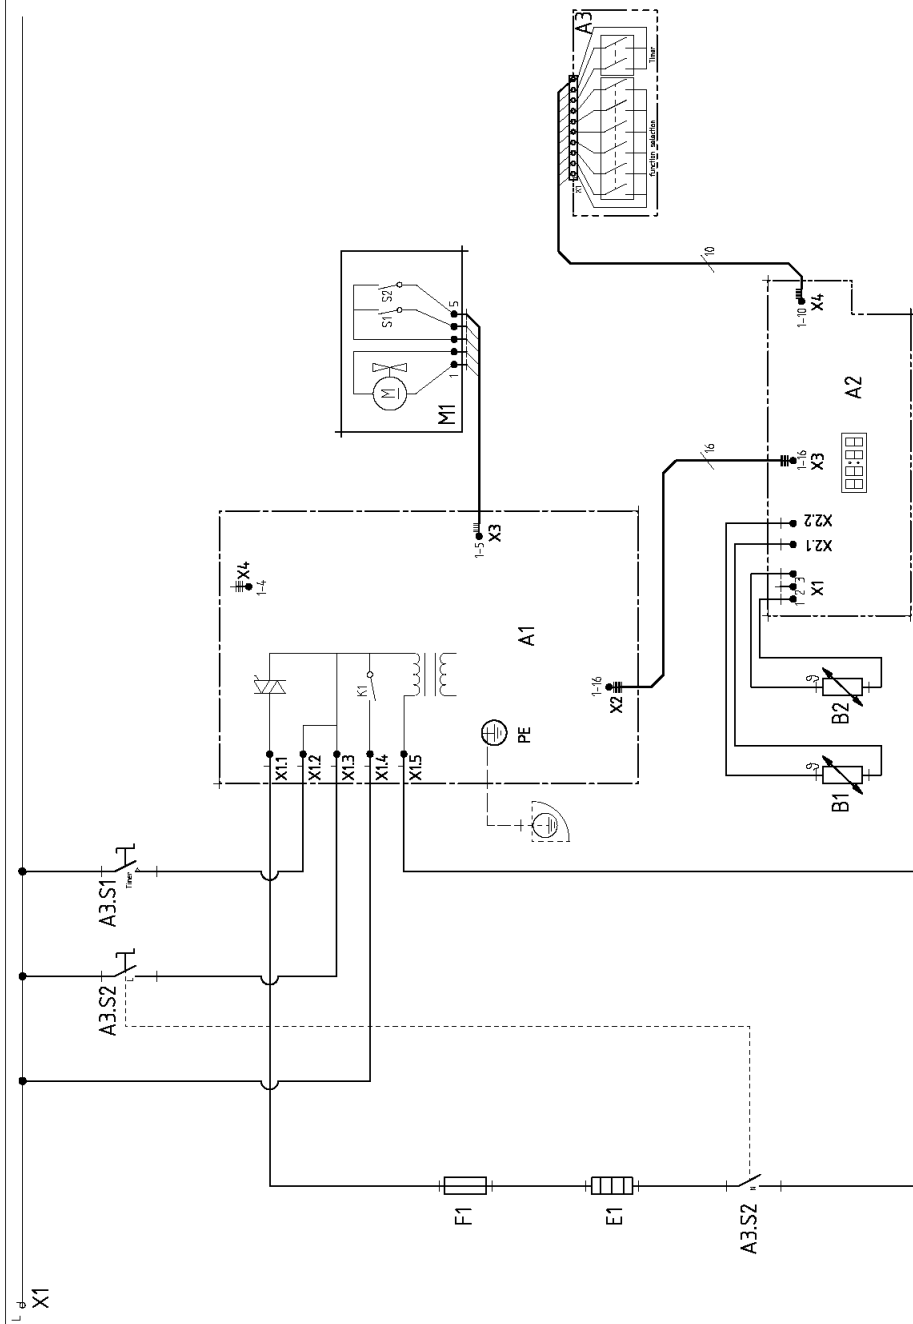 L
X1
A3.S2
A3.S1
Timer
F1
E1
A3.S2
X1.1
X1.2
X1.3
X1.4
X1.5
K1
PE
A1
X4
1-4
X3
1-5
X2
1-16
M1
M
S1
S2
1
5
A3
X1
function selection
Timer
10
16
A2
X4
1-10
X3
1-16
88:88
X2.2
X2.1
X1
1
2
3
B1
ϑ
B2
ϑ